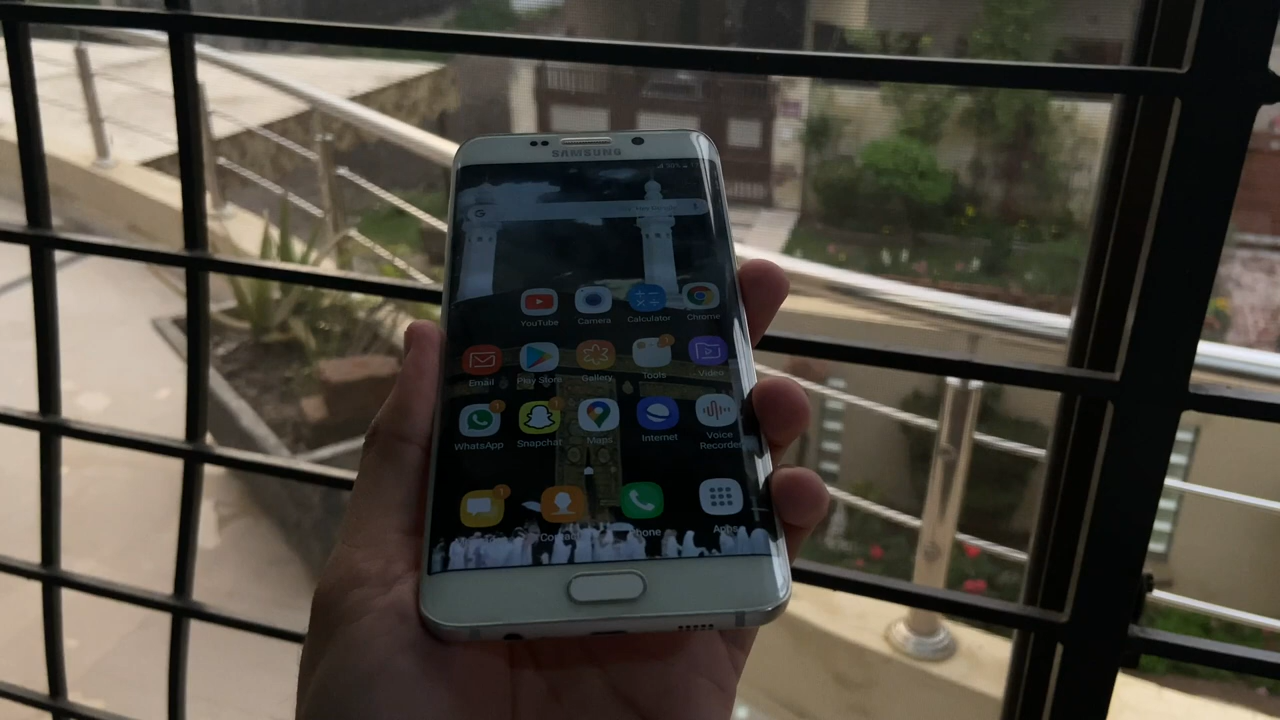 SAMSUNG
G
YouTube
Camera
Calculator
Chrome
Email
Play Store
Gallery
Tools
Video
WhatsApp
Snapchat
Maps
Internet
Voice
Recorder
Phone
Apps